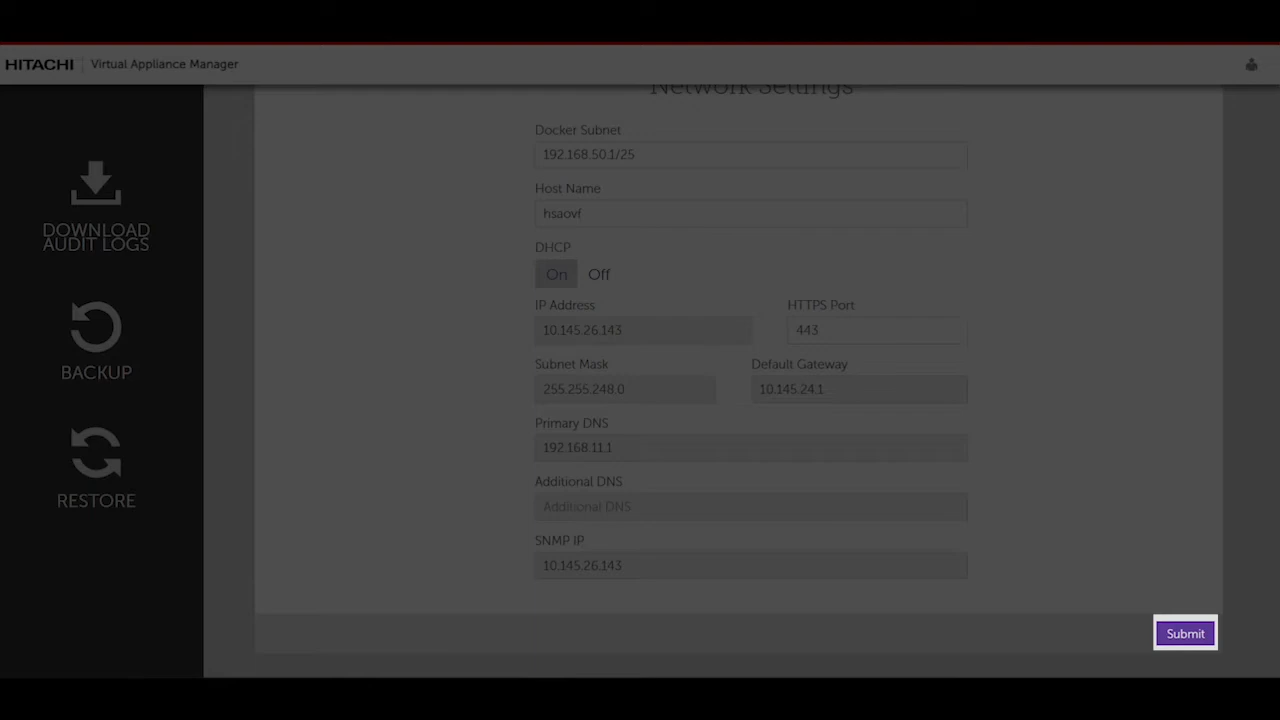 HITACHI Virtual Appliance Manager
Network Settings
DOWNLOAD
AUDIT LOGS
BACKUP
RESTORE
Docker Subnet
192.168.50.1/25
Host Name
hsaovf
DHCP
On Off
IP Address HTTPS Port
10.145.26.143 443
Subnet Mask Default Gateway
255.255.248.0 10.145.24.1
Primary DNS
192.168.11.1
Additional DNS
Additional DNS
SNMP IP
10.145.26.143
Submit